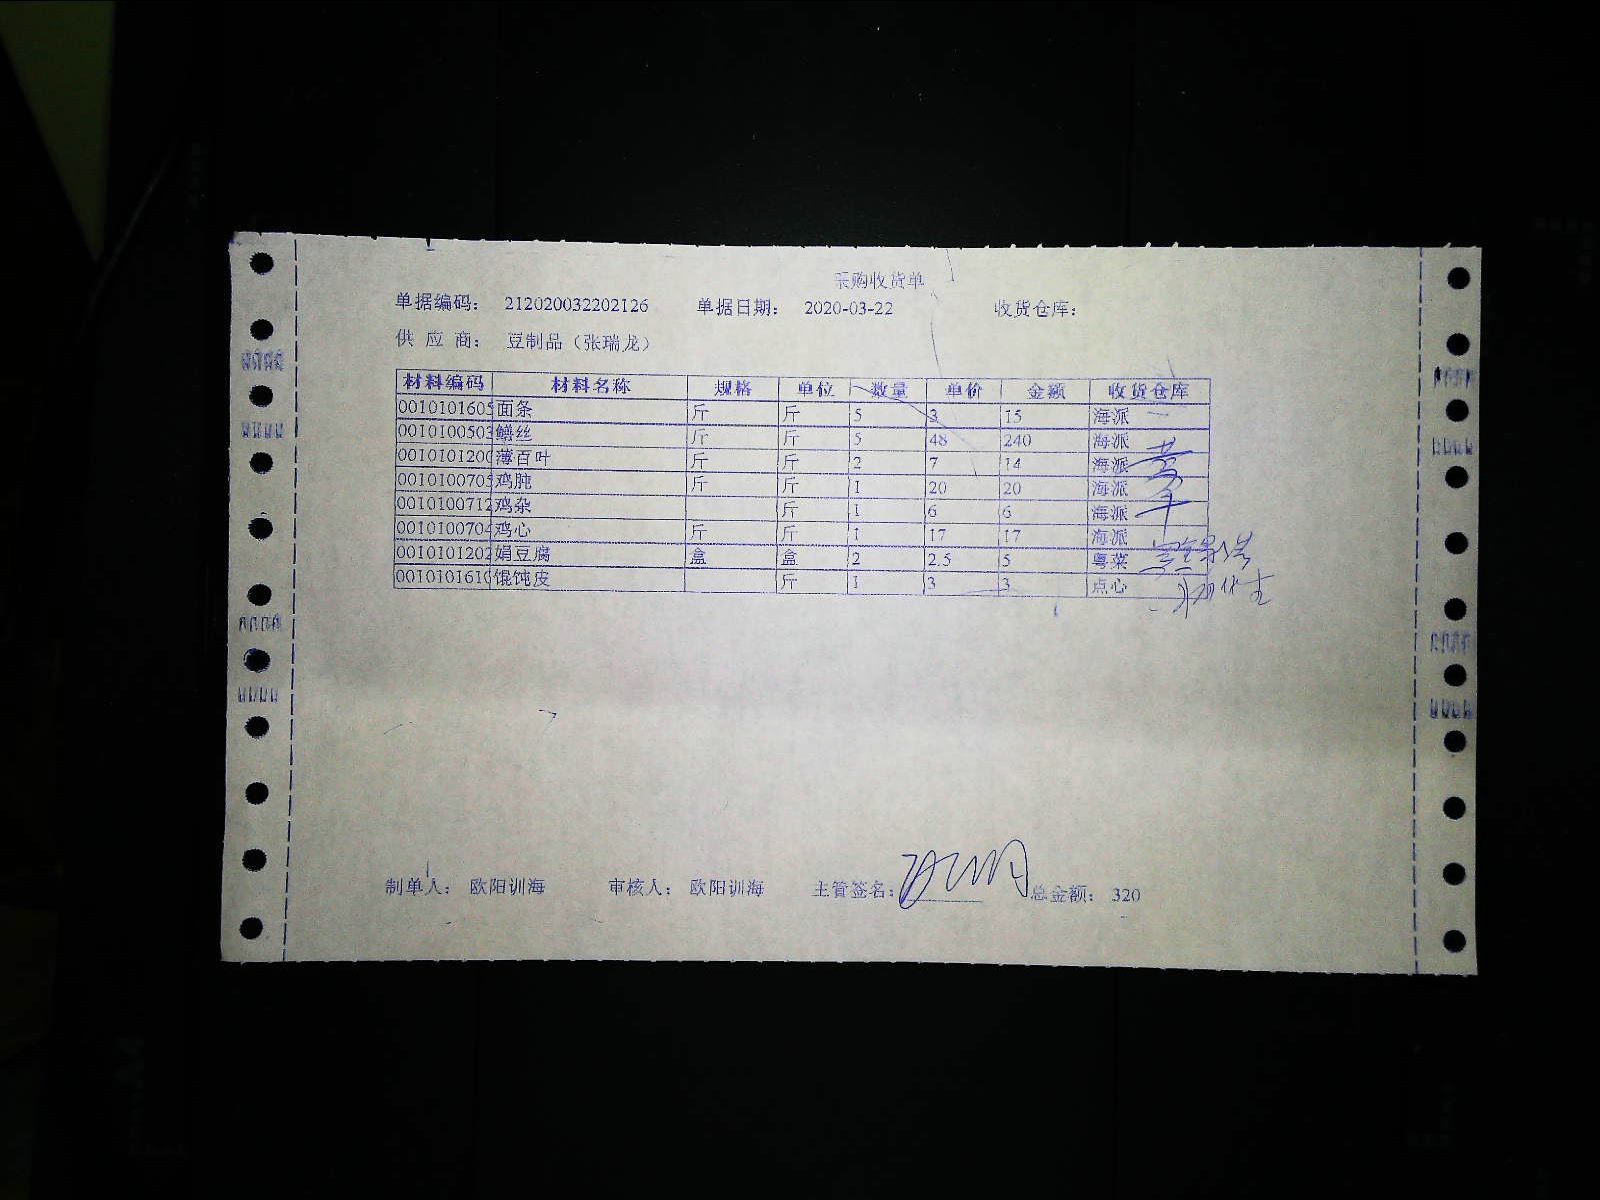 采购收货单
单据编码： 212020032202126 单据日期： 2020-03-22 收货仓库：
供 应 商： 豆制品（张瑞龙）
材料编码 材料名称 规格 单位 数量 单价 金额 收货仓库
0010101605 面条 斤 斤 5 3 15 海派
0010100503 鳝丝 斤 斤 5 48 240 海派
0010101200 薄百叶 斤 斤 2 7 14 海派
0010100705 鸡肫 斤 斤 1 20 20 海派
0010100712 鸡杂 斤 1 6 6 海派
0010100704 鸡心 斤 斤 1 17 17 海派
0010101202 娟豆腐 盒 盒 2 2.5 5 粤菜
0010101610 馄饨皮 斤 1 3 3 点心
制单人： 欧阳训海 审核人： 欧阳训海 主管签名： 总金额： 320